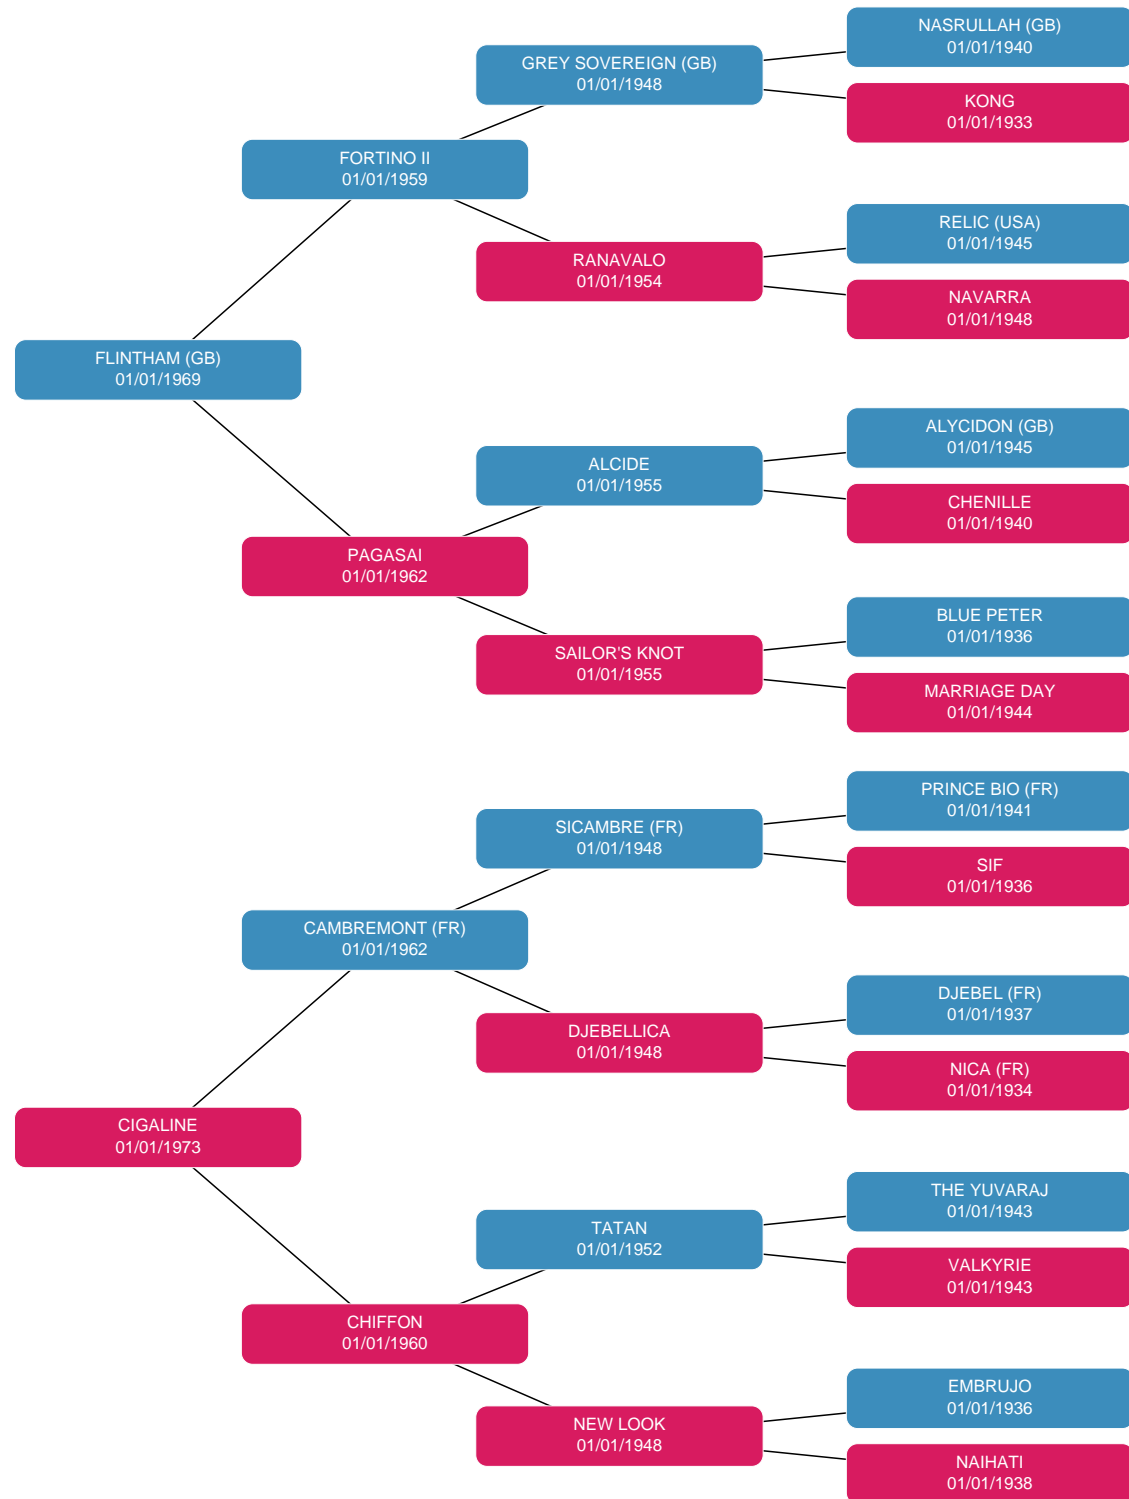 NASRULLAH (GB)
01/01/1940
GREY SOVEREIGN (GB)
01/01/1948
KONG
01/01/1933
FORTINO II
01/01/1959
RELIC (USA)
01/01/1945
RANAVALO
01/01/1954
NAVARRA
01/01/1948
FLINTHAM (GB)
01/01/1969
ALYCIDON (GB)
01/01/1945
ALCIDE
01/01/1955
CHENILLE
01/01/1940
PAGASAI
01/01/1962
BLUE PETER
01/01/1936
SAILOR'S KNOT
01/01/1955
MARRIAGE DAY
01/01/1944
PRINCE BIO (FR)
01/01/1941
SICAMBRE (FR)
01/01/1948
SIF
01/01/1936
CAMBREMONT (FR)
01/01/1962
DJEBEL (FR)
01/01/1937
DJEBELLICA
01/01/1948
NICA (FR)
01/01/1934
CIGALINE
01/01/1973
THE YUVARAJ
01/01/1943
TATAN
01/01/1952
VALKYRIE
01/01/1943
CHIFFON
01/01/1960
EMBRUJO
01/01/1936
NEW LOOK
01/01/1948
NAIHATI
01/01/1938